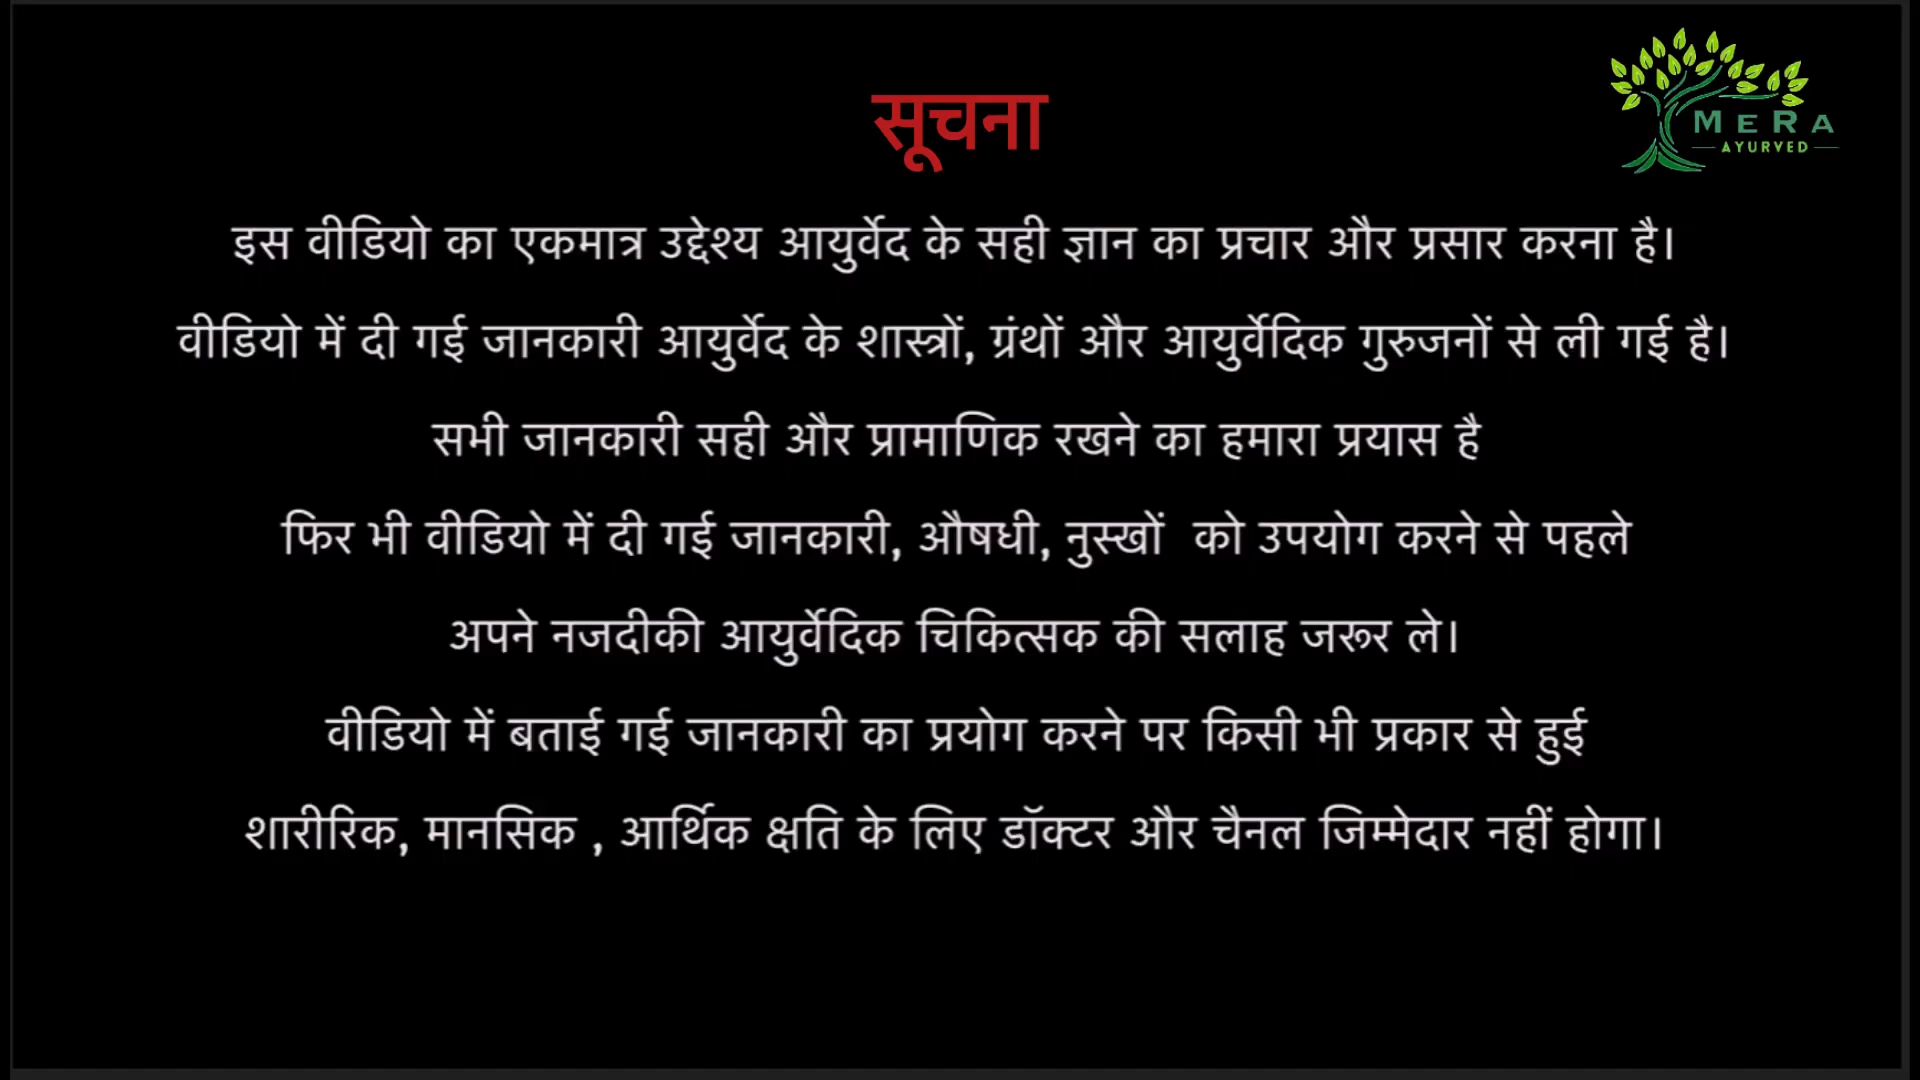 MERA
AYURVED
सूचना
इस वीडियो का एकमात्र उद्देश्य आयुर्वेद के सही ज्ञान का प्रचार और प्रसार करना है।
वीडियो में दी गई जानकारी आयुर्वेद के शास्त्रों, ग्रंथों और आयुर्वेदिक गुरुजनों से ली गई है।
सभी जानकारी सही और प्रामाणिक रखने का हमारा प्रयास है
फिर भी वीडियो में दी गई जानकारी, औषधी, नुस्खों  को उपयोग करने से पहले
अपने नजदीकी आयुर्वेदिक चिकित्सक की सलाह जरूर ले।
वीडियो में बताई गई जानकारी का प्रयोग करने पर किसी भी प्रकार से हुई
शारीरिक, मानसिक , आर्थिक क्षति के लिए डॉक्टर और चैनल जिम्मेदार नहीं होगा।